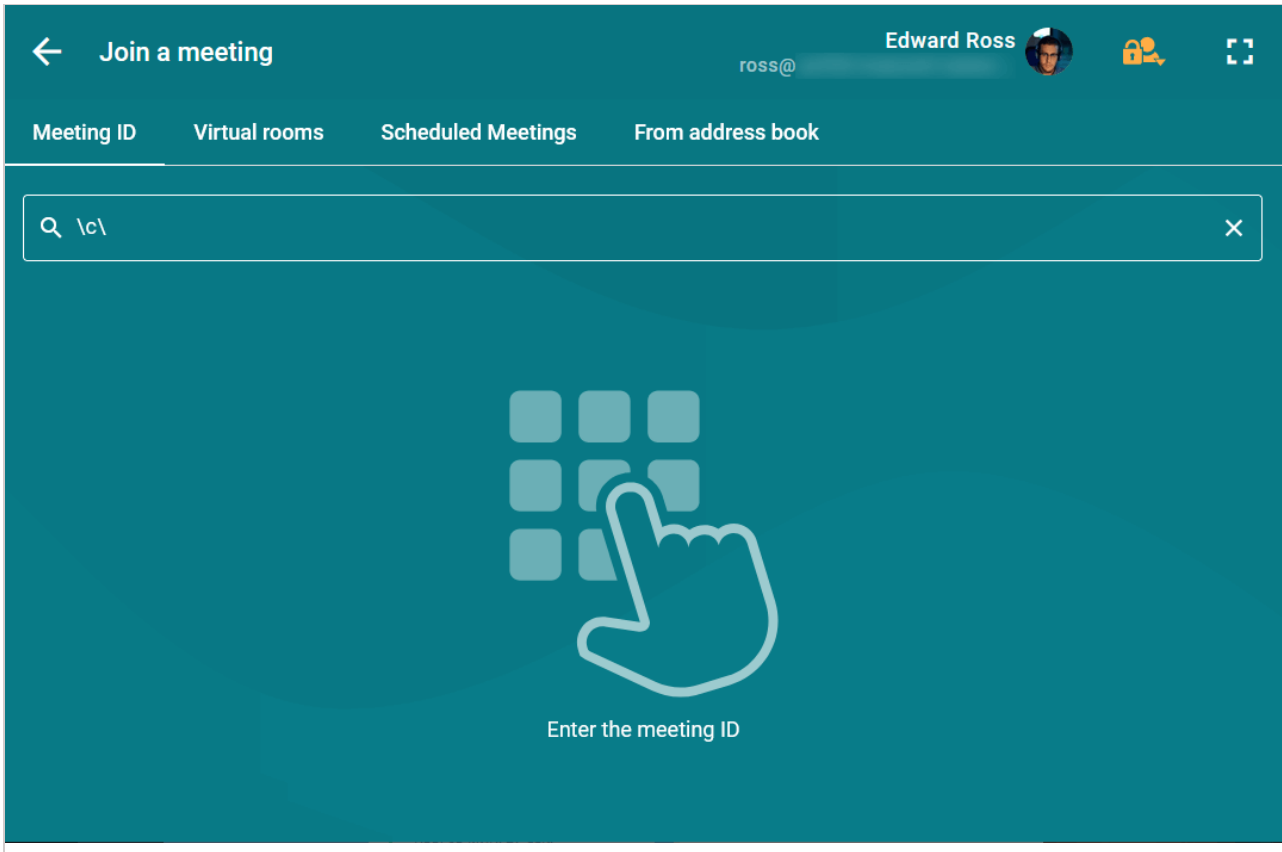 Join a meeting
Edward Ross
ross@
Meeting ID Virtual rooms Scheduled Meetings From address book
\c\
Enter the meeting ID